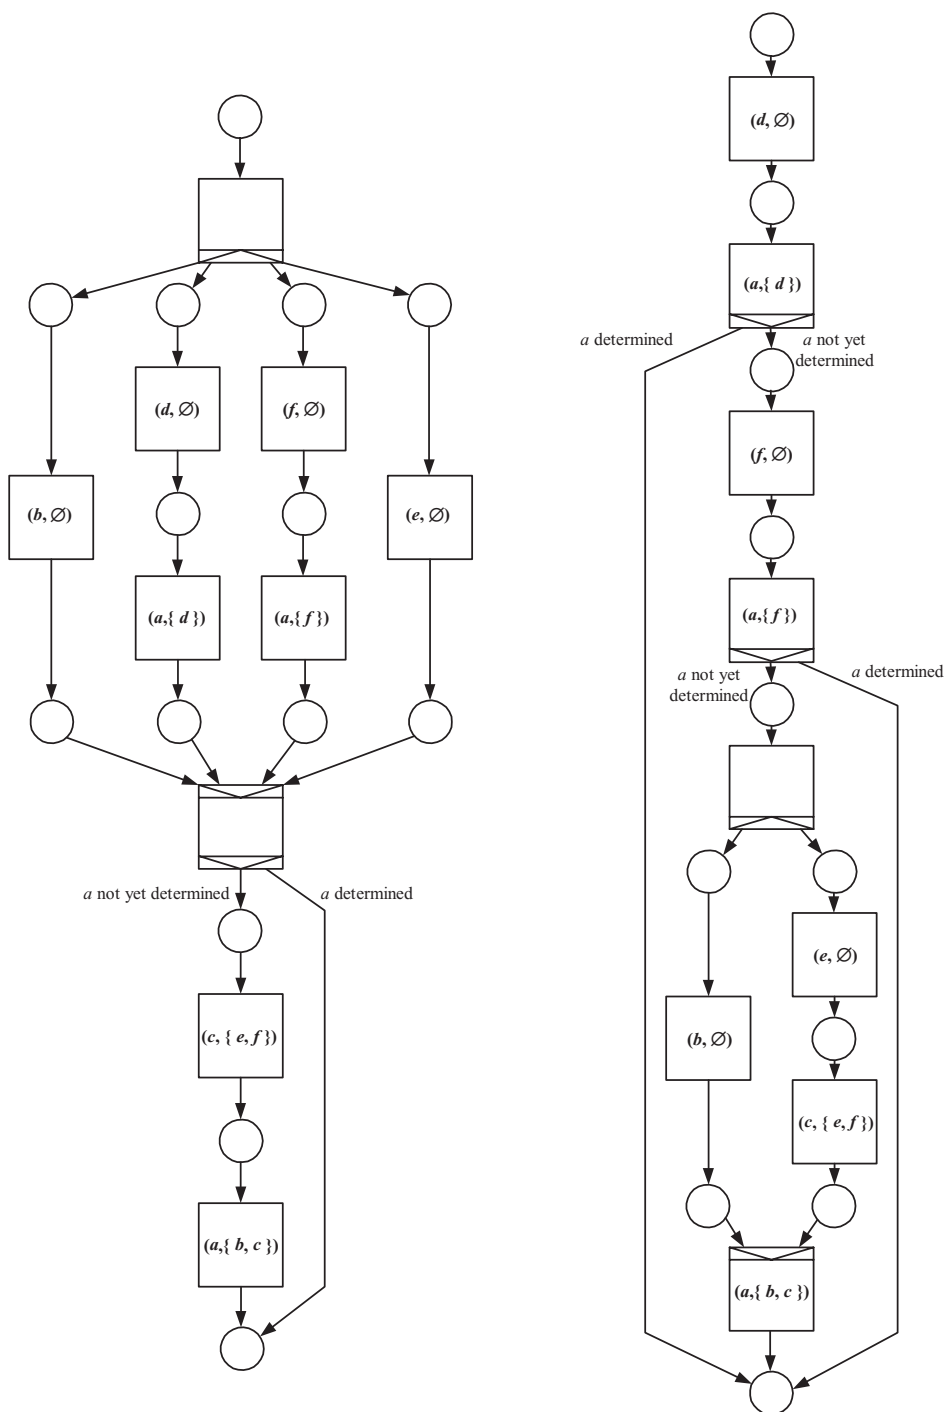 (d, ∅)
(f, ∅)
(b, ∅)
(e, ∅)
(a,{ d })
(a,{ f })
a not yet determined
a determined
(c, { e, f })
(a,{ b, c })
(d, ∅)
(a,{ d })
a determined
a not yet
determined
(f, ∅)
(a,{ f })
a not yet
determined
a determined
(e, ∅)
(b, ∅)
(c, { e, f })
(a,{ b, c })